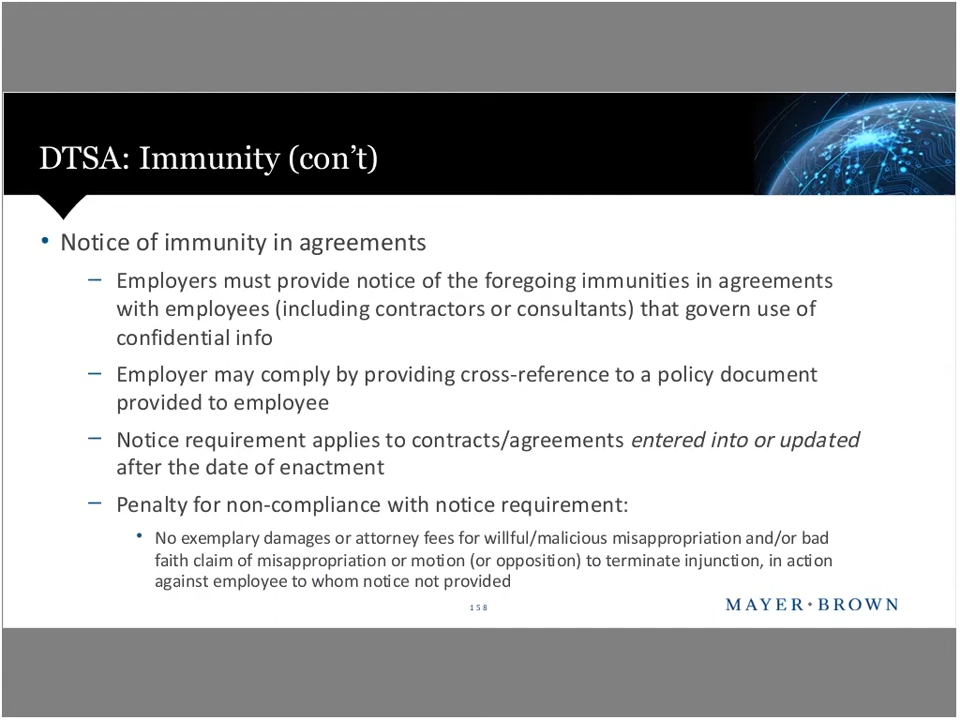 DTSA: Immunity (con’t)
• Notice of immunity in agreements
– Employers must provide notice of the foregoing immunities in agreements
with employees (including contractors or consultants) that govern use of
confidential info
– Employer may comply by providing cross-reference to a policy document
provided to employee
– Notice requirement applies to contracts/agreements entered into or updated
after the date of enactment
– Penalty for non-compliance with notice requirement:
• No exemplary damages or attorney fees for willful/malicious misappropriation and/or bad
faith claim of misappropriation or motion (or opposition) to terminate injunction, in action
against employee to whom notice not provided
158
MAYER•BROWN